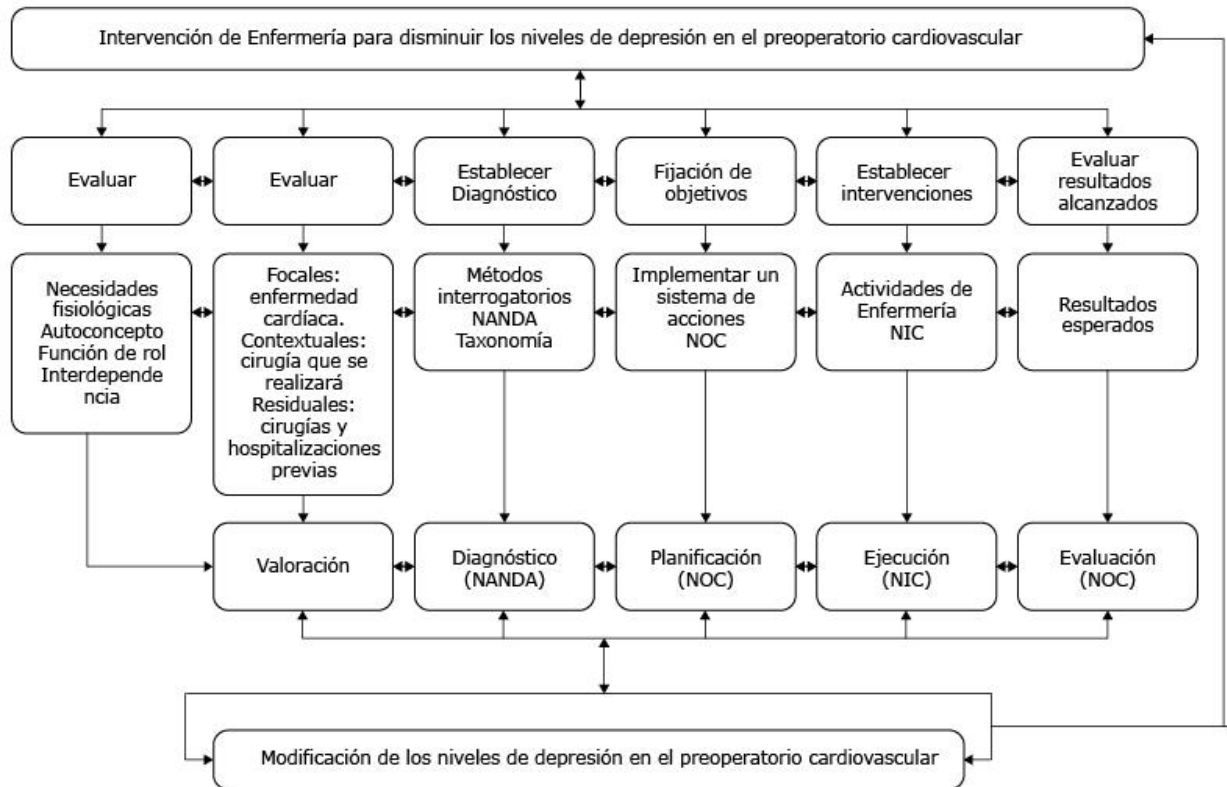 Intervención de Enfermería para disminuir los niveles de depresión en el preoperatorio cardiovascular
Evaluar
Evaluar
Establecer
Diagnóstico
Fijación de
objetivos
Establecer
intervenciones
Evaluar
resultados
alcanzados
Necesidades
fisiológicas
Autoconcepto
Función de rol
Interdepende
ncia
Focales:
enfermedad
cardíaca.
Contextuales:
cirugía que se
realizará
Residuales:
cirugías y
hospitalizaciones
previas
Métodos
interrogatorios
NANDA
Taxonomía
Implementar un
sistema de
acciones
NOC
Actividades de
Enfermería
NIC
Resultados
esperados
Valoración
Diagnóstico
(NANDA)
Planificación
(NOC)
Ejecución
(NIC)
Evaluación
(NOC)
Modificación de los niveles de depresión en el preoperatorio cardiovascular